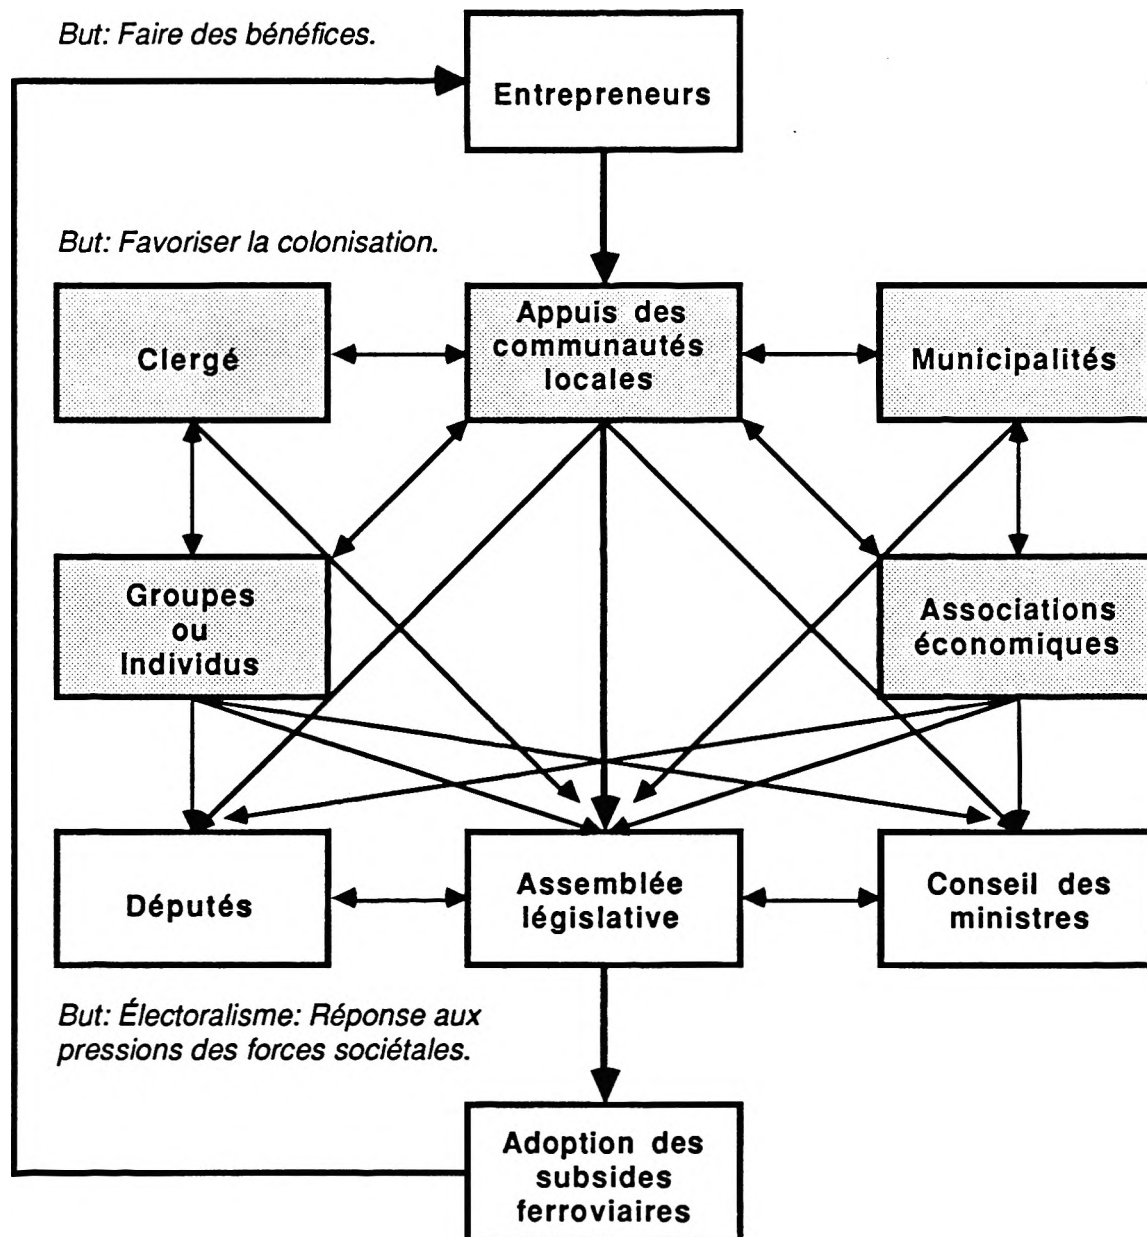 But: Faire des bénéfices.
Entrepreneurs
But: Favoriser la colonisation.
Clergé
Appuis des
communautés
locales
Municipalités
Groupes
ou
Individus
Associations
économiques
Députés
Assemblée
législative
Conseil des
ministres
But: Électoralisme: Réponse aux
pressions des forces sociétales.
Adoption des
subsides
ferroviaires